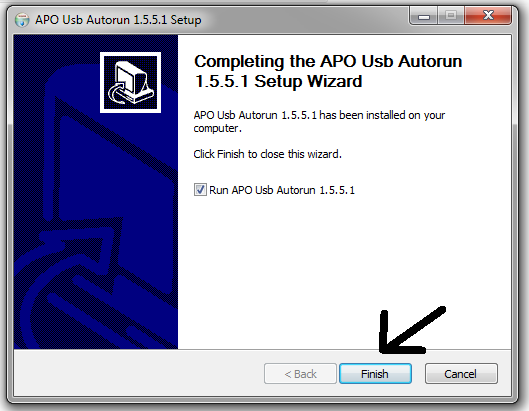 APO Usb Autorun 1.5.5.1 Setup
Completing the APO Usb Autorun
1.5.5.1 Setup Wizard
APO Usb Autorun 1.5.5.1 has been installed on your
computer.
Click Finish to close this wizard.
Run APO Usb Autorun 1.5.5.1
< Back
Finish
Cancel